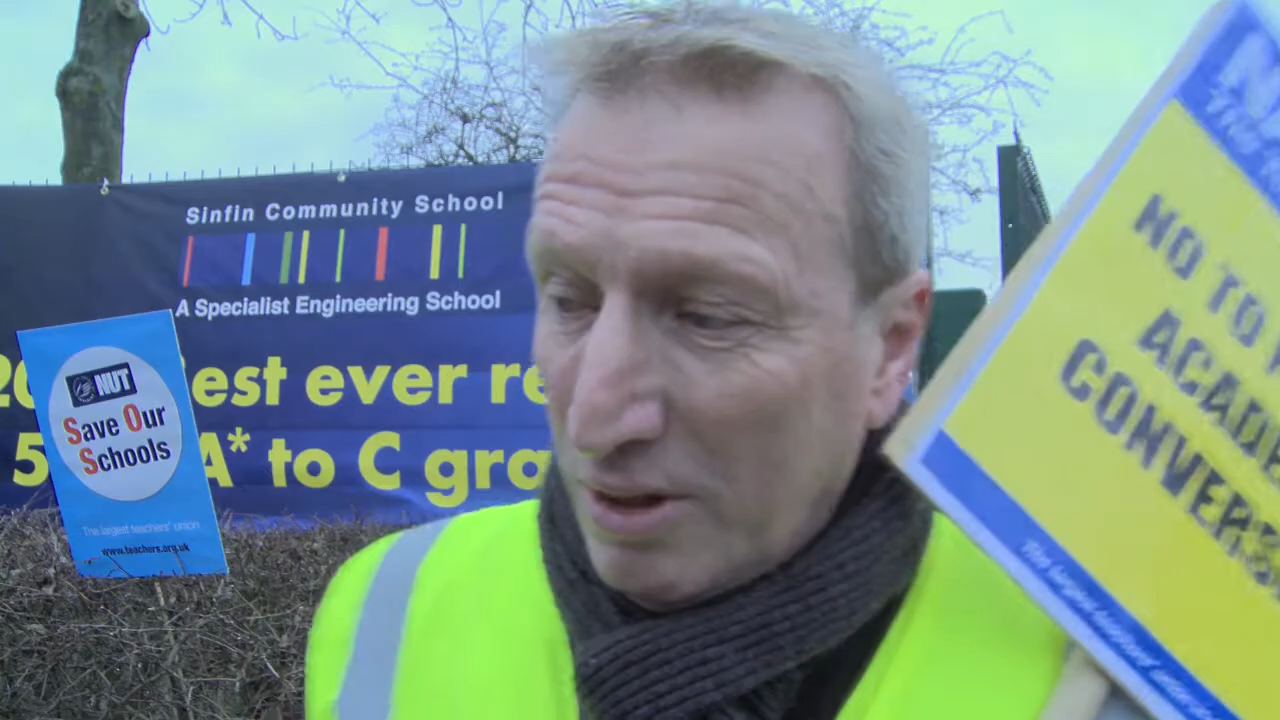 Sinfin Community School
A Specialist Engineering School
est ever re
5 A* to C gra
NUT
Save Our
Schools
The largest teachers' union
www.teachers.org.uk
NO TO
ACADE
CONVERS